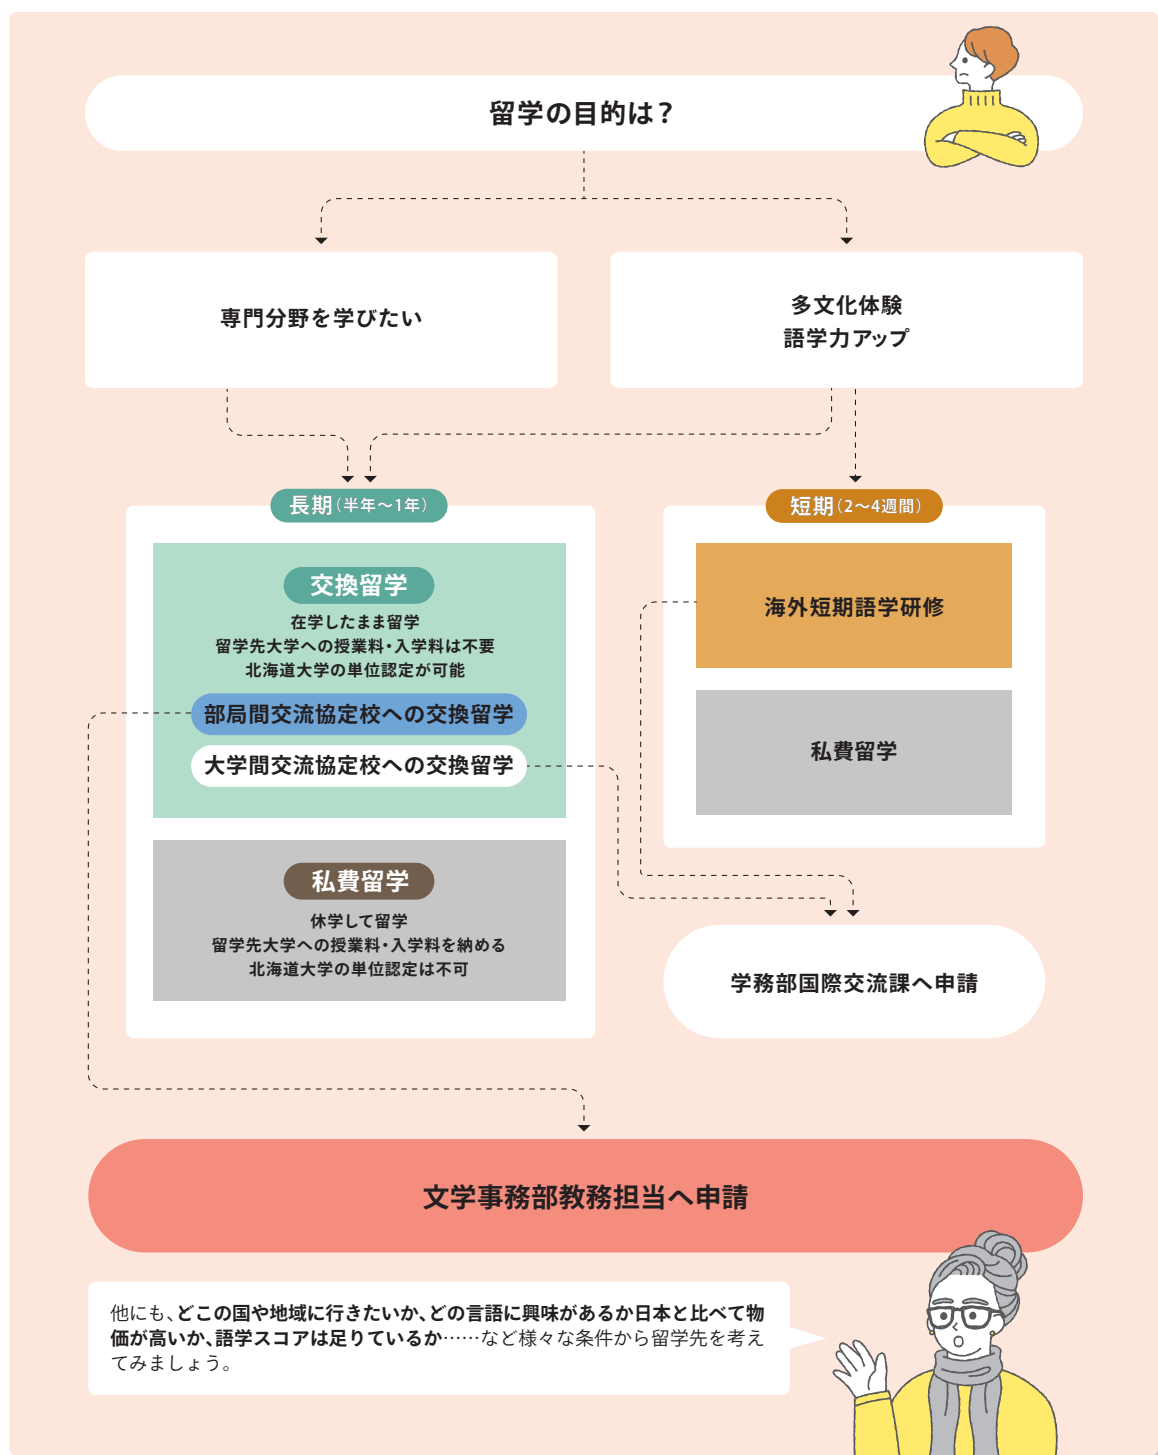 留学の目的は？
専門分野を学びたい
多文化体験
語学力アップ
長期（半年～1年）
交換留学
在学したまま留学
留学先大学への授業料・入学料は不要
北海道大学の単位認定が可能
部局間交流協定校への交換留学
大学間交流協定校への交換留学
私費留学
休学して留学
留学先大学への授業料・入学料を納める
北海道大学の単位認定は不可
短期（2～4週間）
海外短期語学研修
私費留学
学務部国際交流課へ申請
文学事務部教務担当へ申請
他にも、どこの国や地域に行きたいか、どの言語に興味があるか日本と比べて物
価が高いか、語学スコアは足りているか……など様々な条件から留学先を考え
てみましょう。